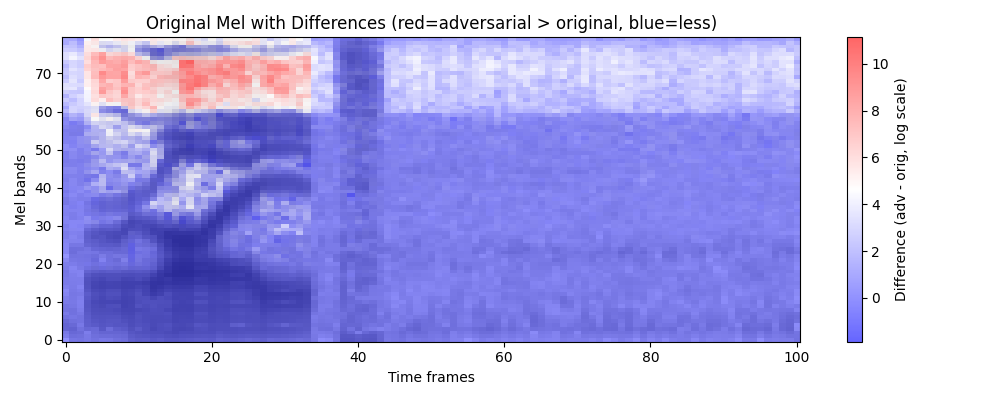 Original Mel with Differences (red=adversarial > original, blue=less)
Mel bands
70
60
50
40
30
20
10
0
0 20 40 60 80 100
Time frames
10
8
6
4
2
0
Difference (adv - orig, log scale)